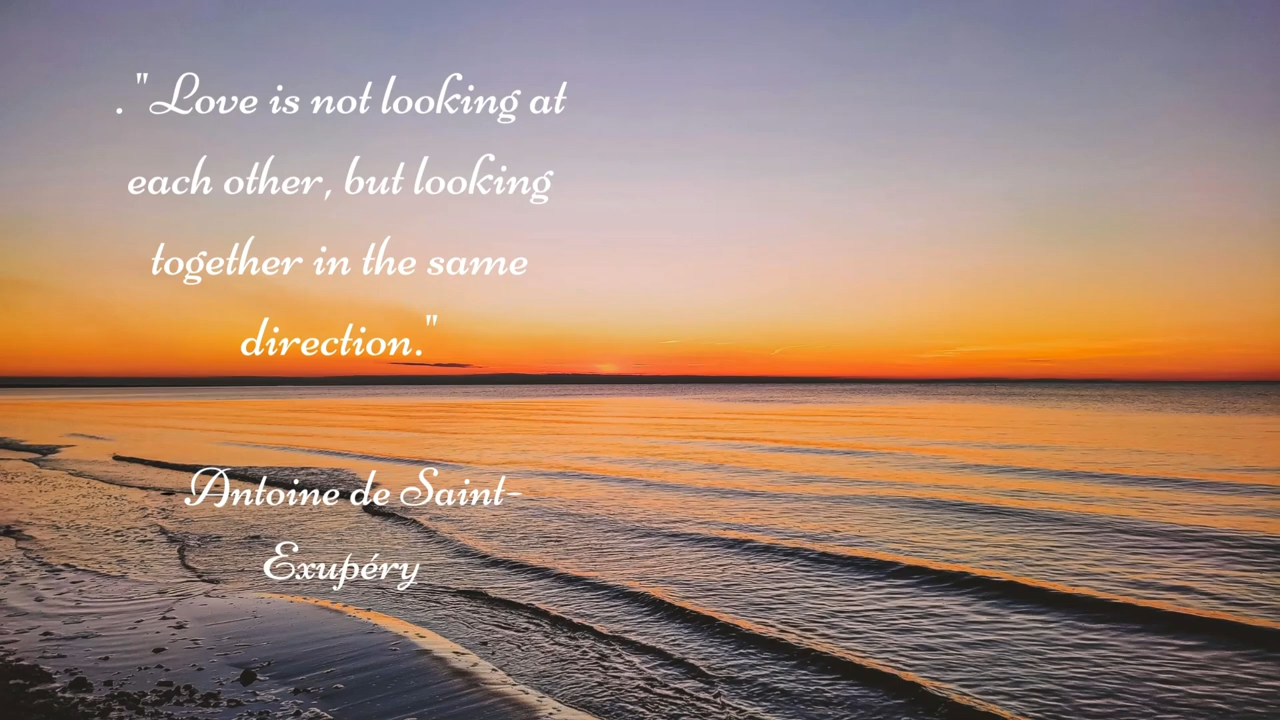 . "Love is not looking at
each other, but looking
together in the same
direction."
Antoine de Saint-
Exupéry